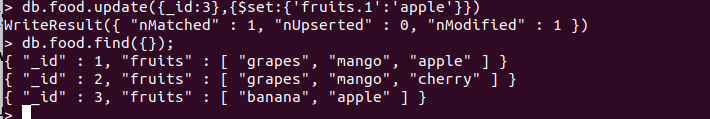 > db.food.update({_id:3},{$set:{'fruits.1':'apple'}})
WriteResult({ "nMatched" : 1, "nUpserted" : 0, "nModified" : 1 })
> db.food.find({});
{ "_id" : 1, "fruits" : [ "grapes", "mango", "apple" ] }
{ "_id" : 2, "fruits" : [ "grapes", "mango", "cherry" ] }
{ "_id" : 3, "fruits" : [ "banana", "apple" ] }
>